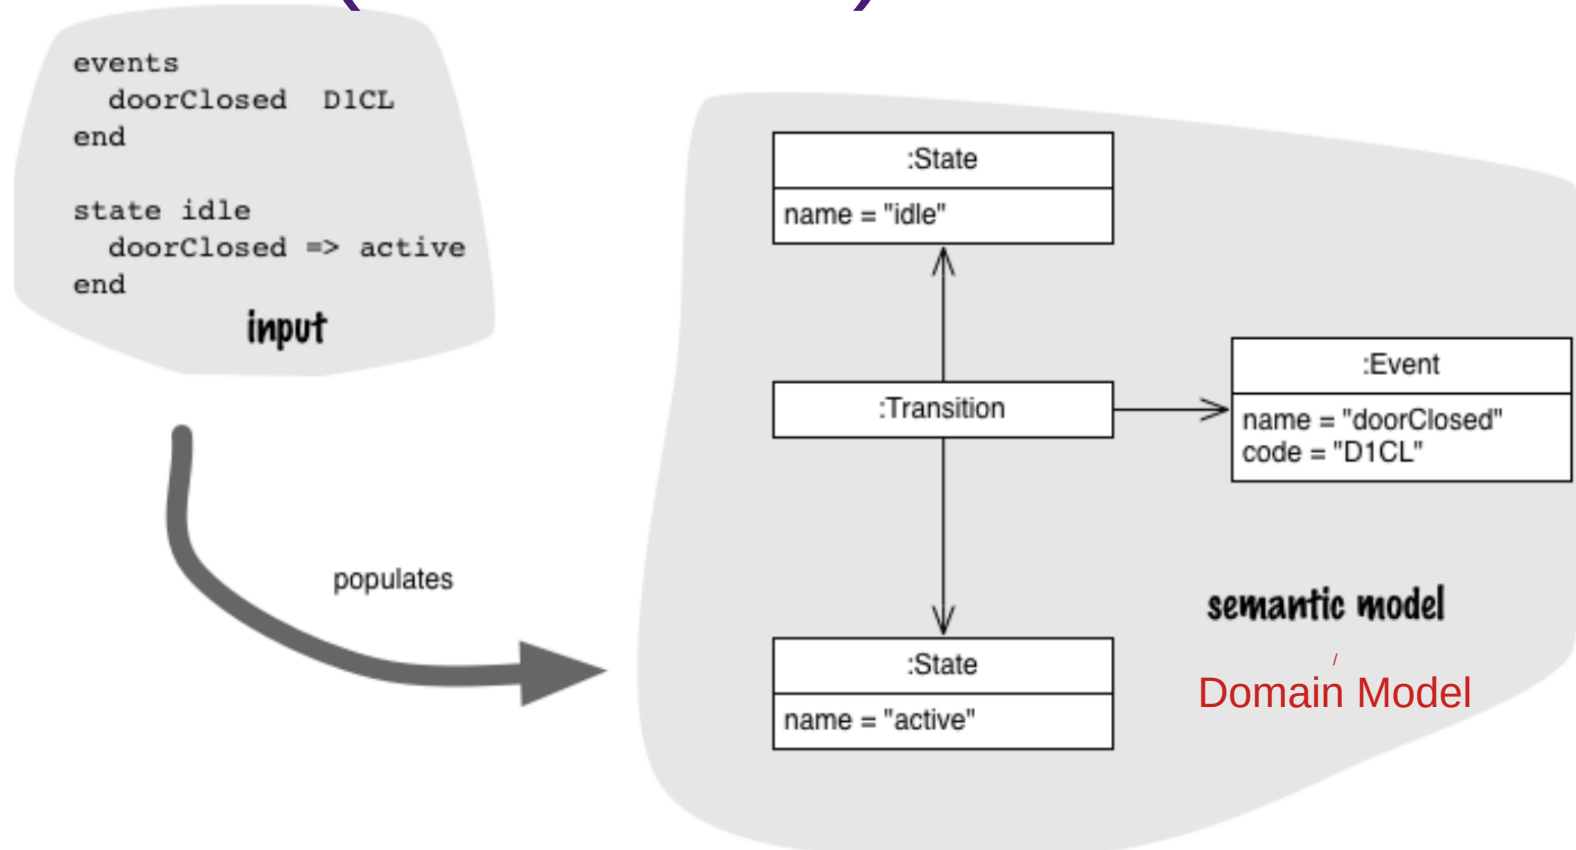 events
doorClosed D1CL
end
state idle
doorClosed => active
end
input
populates
:State
name = "idle"
:Transition
:Event
name = "doorClosed"
code = "D1CL"
:State
name = "active"
semantic model
/
Domain Model